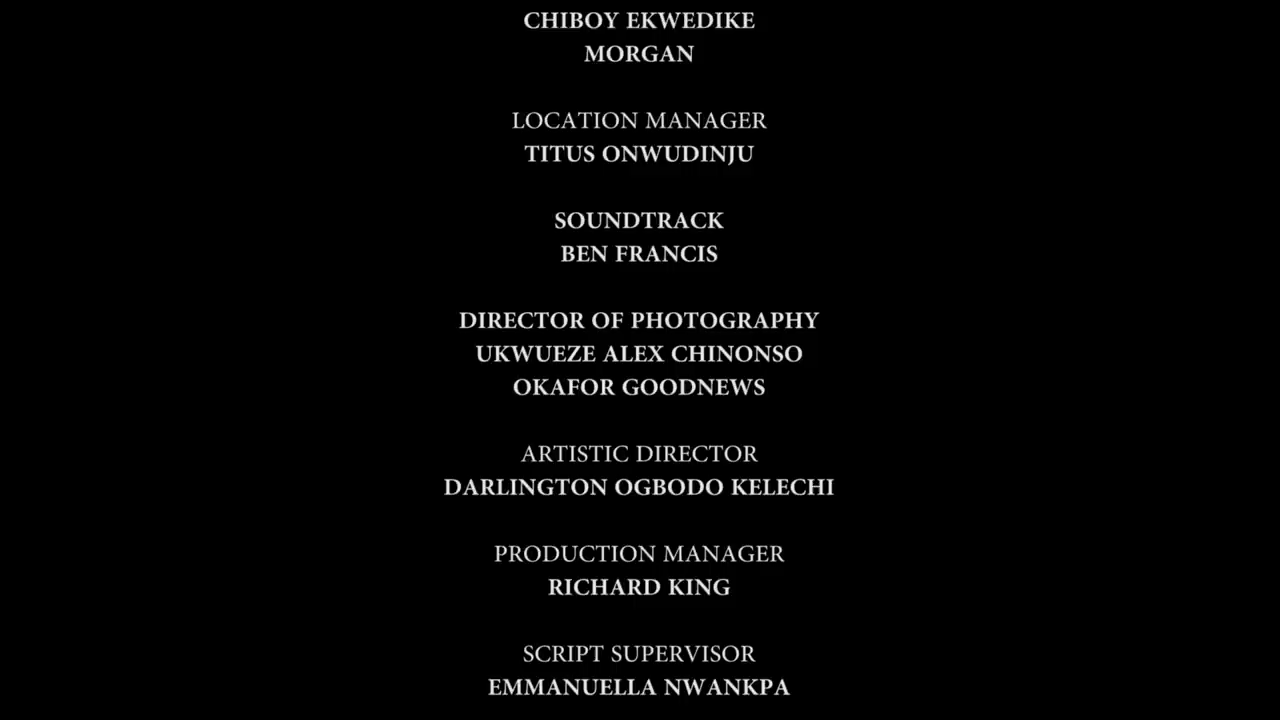 CHIBOY EKWEDIKE
MORGAN
LOCATION MANAGER
TITUS ONWUDINJU
SOUNDTRACK
BEN FRANCIS
DIRECTOR OF PHOTOGRAPHY
UKWUEZE ALEX CHINONSO
OKAFOR GOODNEWS
ARTISTIC DIRECTOR
DARLINGTON OGBODO KELECHI
PRODUCTION MANAGER
RICHARD KING
SCRIPT SUPERVISOR
EMMANUELLA NWANKPA